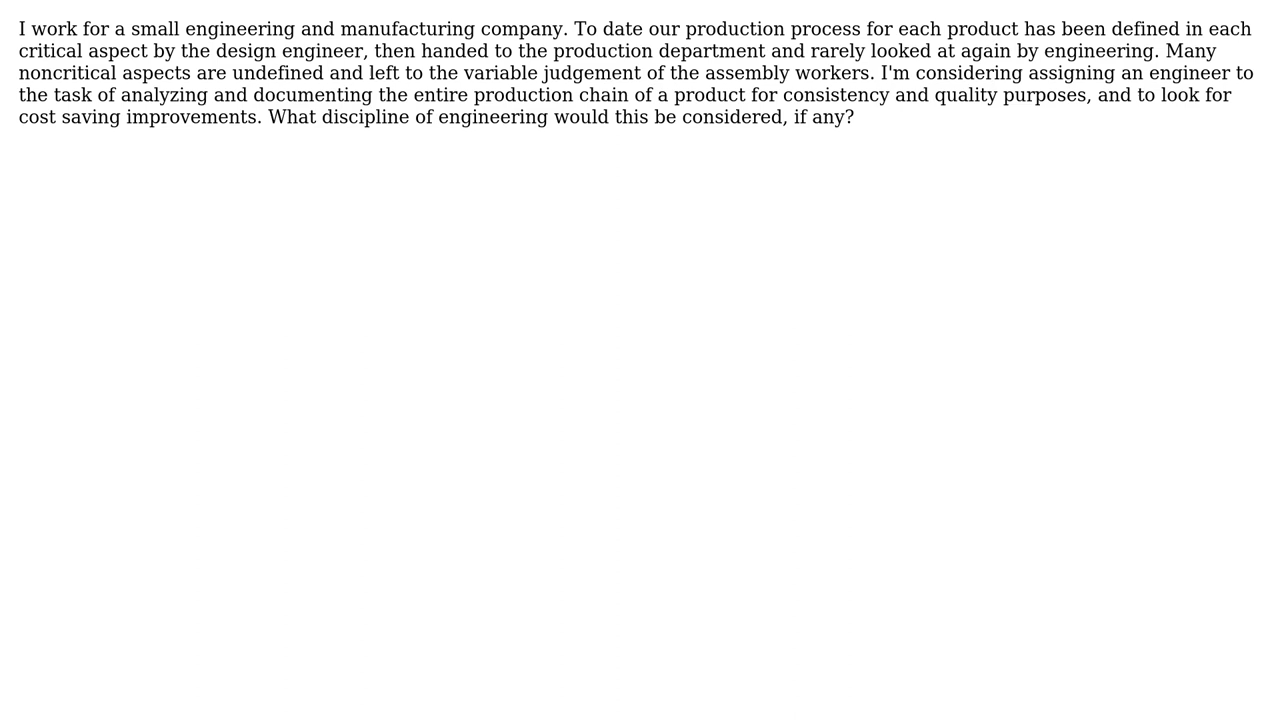 I work for a small engineering and manufacturing company. To date our production process for each product has been defined in each
critical aspect by the design engineer, then handed to the production department and rarely looked at again by engineering. Many
noncritical aspects are undefined and left to the variable judgement of the assembly workers. I'm considering assigning an engineer to
the task of analyzing and documenting the entire production chain of a product for consistency and quality purposes, and to look for
cost saving improvements. What discipline of engineering would this be considered, if any?